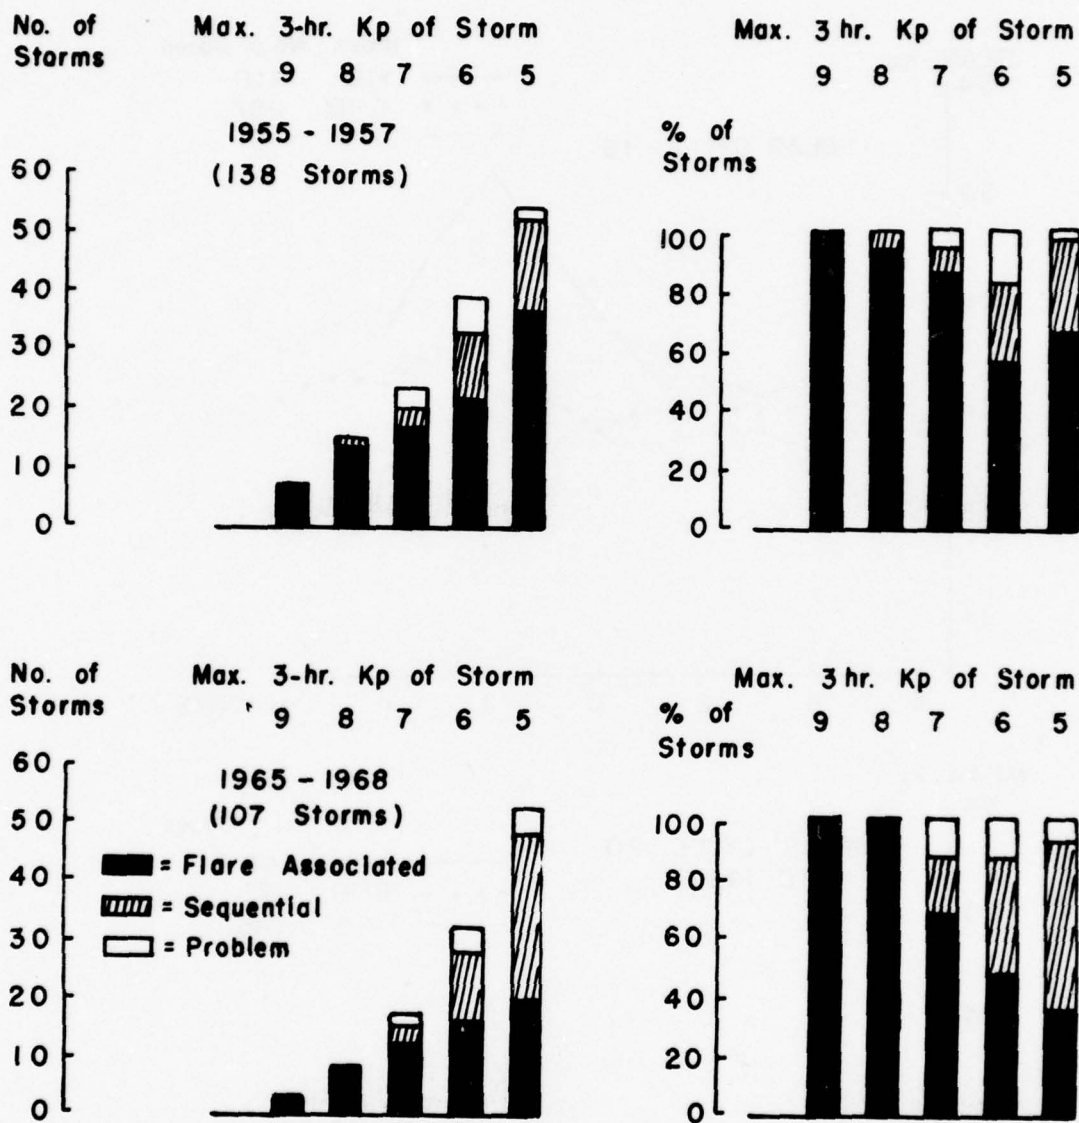 No. of
Storms
Max. 3-hr. Kp of Storm
9 8 7 6 5
1955 - 1957
(138 Storms)
60
50
40
30
20
10
0
Max. 3 hr. Kp of Storm
9 8 7 6 5
% of
Storms
100
80
60
40
20
0
No. of
Storms
Max. 3-hr. Kp of Storm
9 8 7 6 5
60
50
40
30
20
10
0
1965 - 1968
(107 Storms)
= Flare Associated
= Sequential
= Problem
Max. 3 hr. Kp of Storm
9 8 7 6 5
% of
Storms
100
80
60
40
20
0